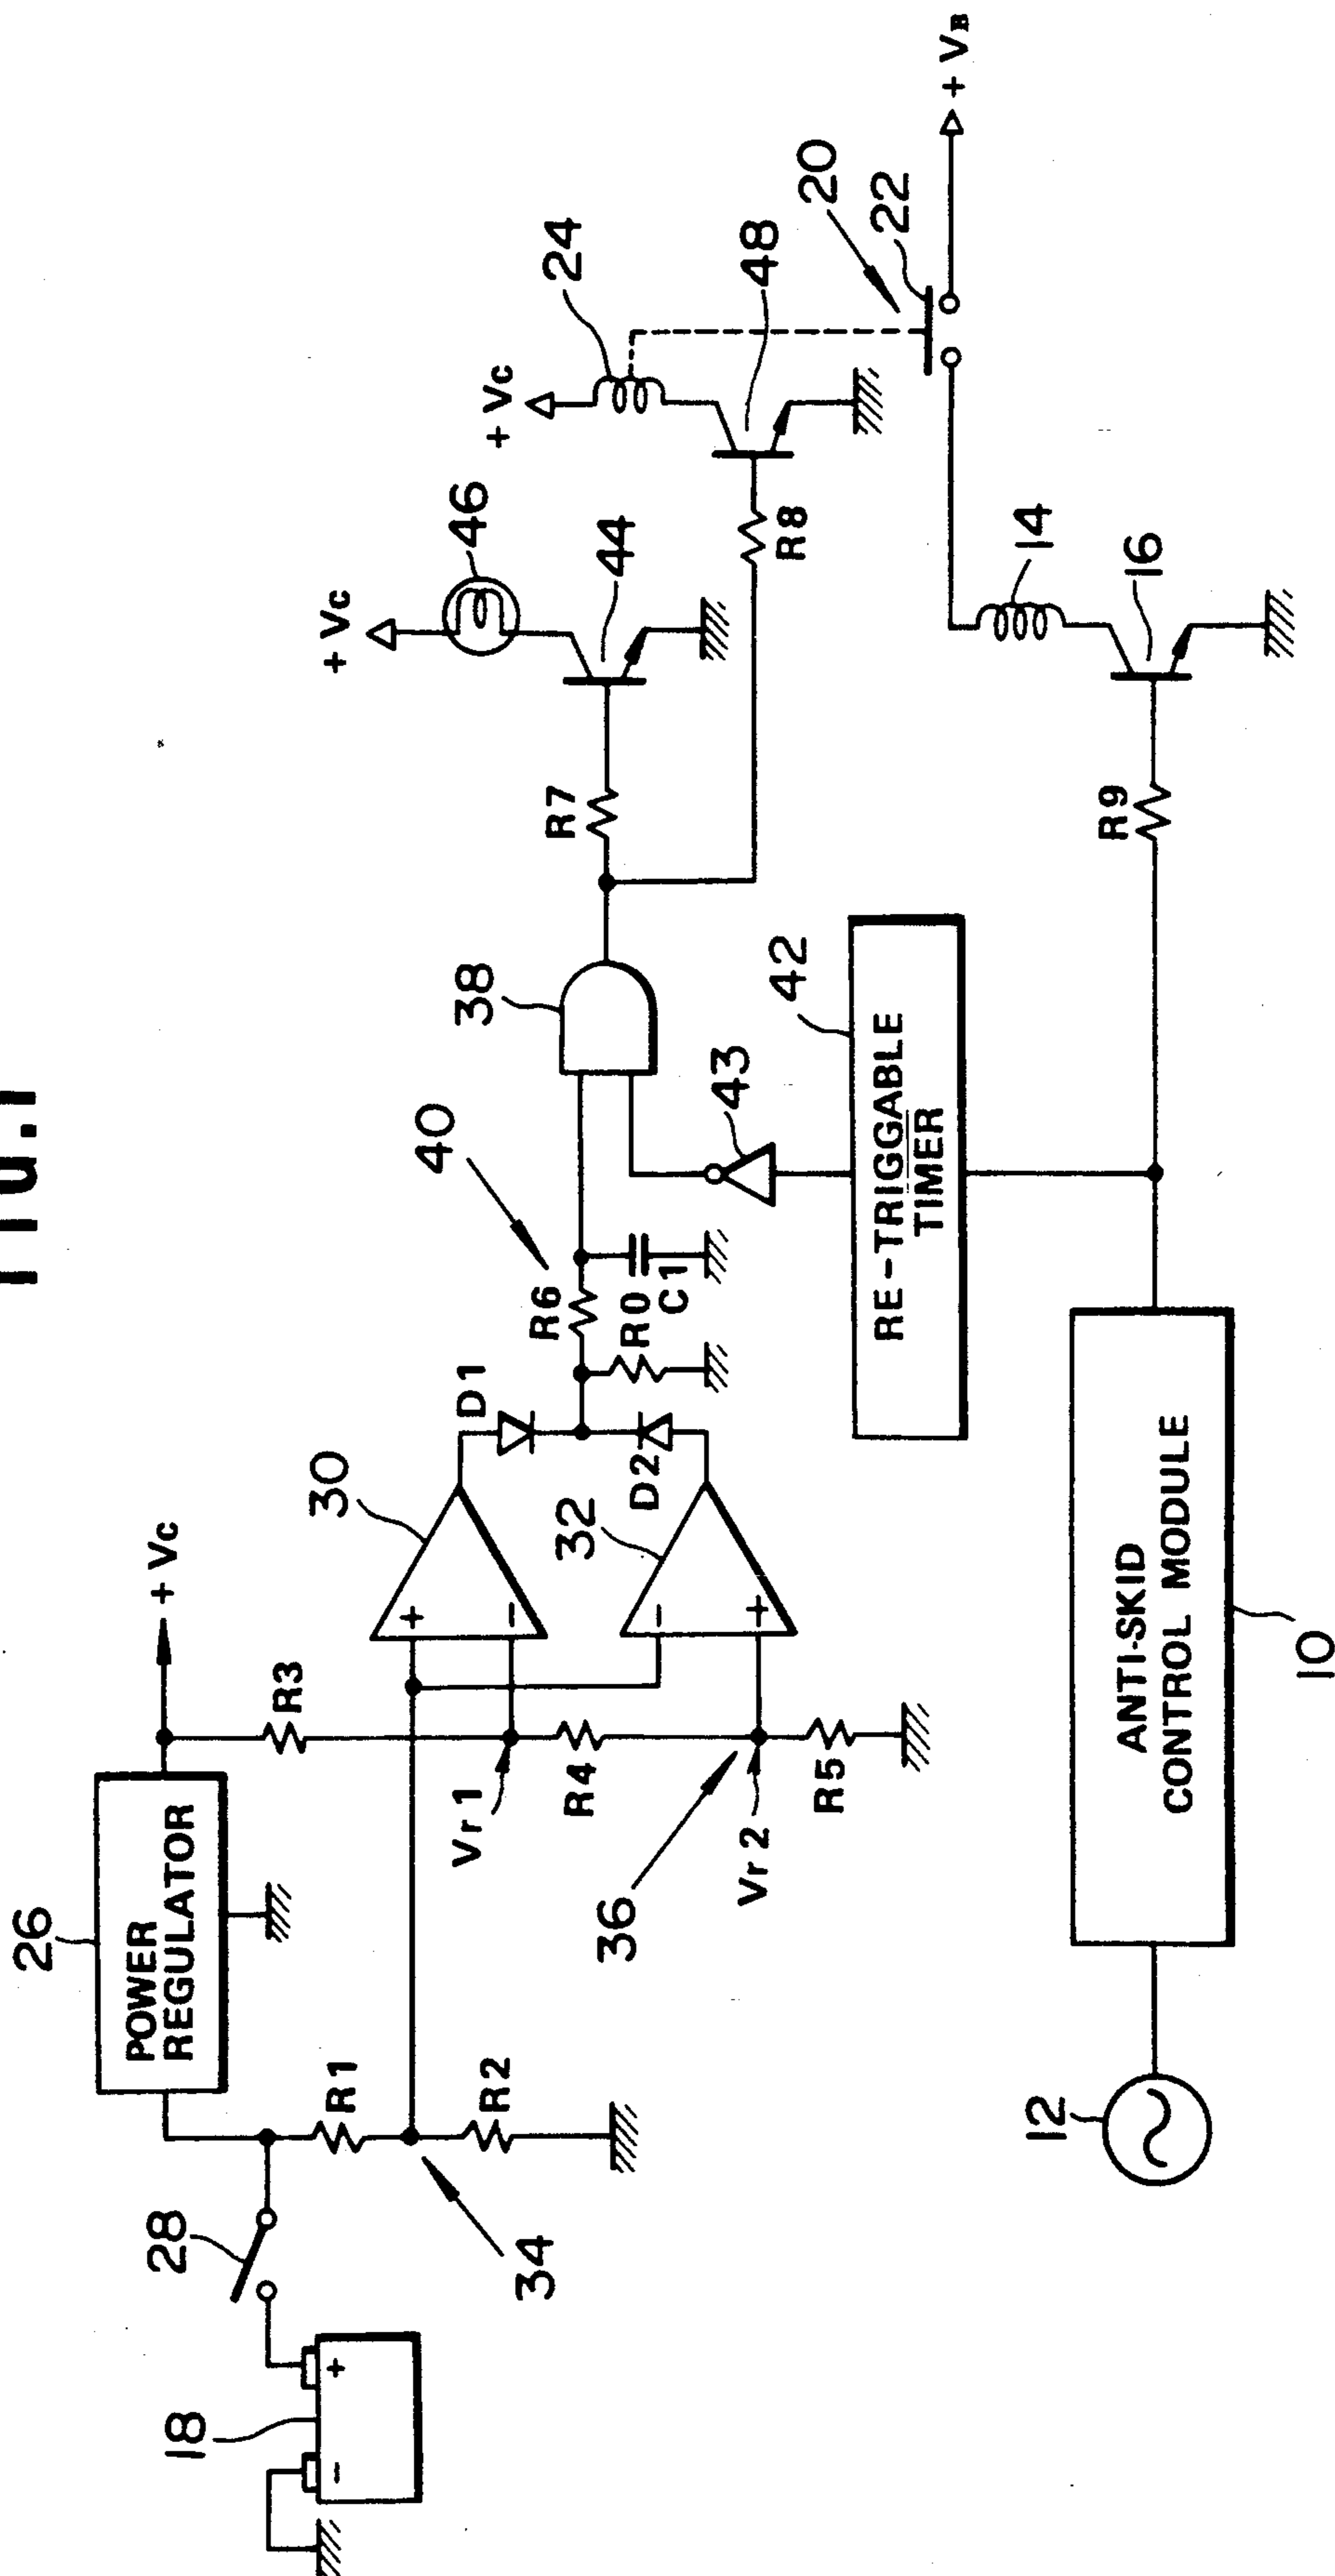 FIG.1
26
POWER
REGULATOR
+ Vc
28
18
-
+
R1
R2
34
R3
Vr1
R4
36
Vr2
R5
30
+
-
32
-
+
D1
D2
R6
R0
C1
40
38
43
R7
R8
+ Vc
46
44
+ Vc
24
48
20
22
+ VB
14
16
R9
42
RE-TRIGGABLE
TIMER
ANTI-SKID
CONTROL MODULE
10
12